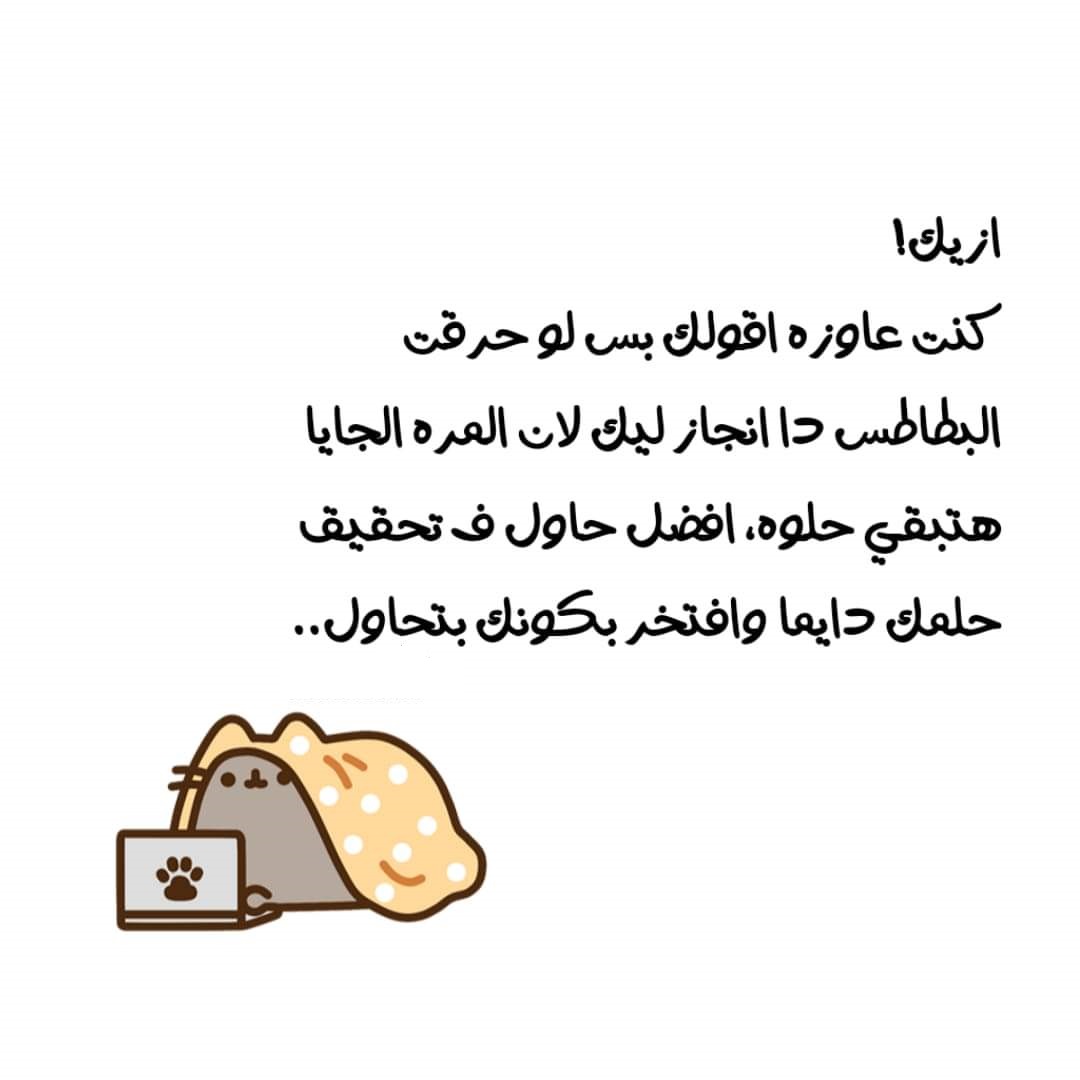 ازيك!
كنت عاوزه اقولك بس لو حرقت
البطاطس دا انجاز ليك لان المره الجايا
هتبقي حلوه، افضل حاول ف تحقيق
حلمك دايما وافتخر بكونك بتحاول..